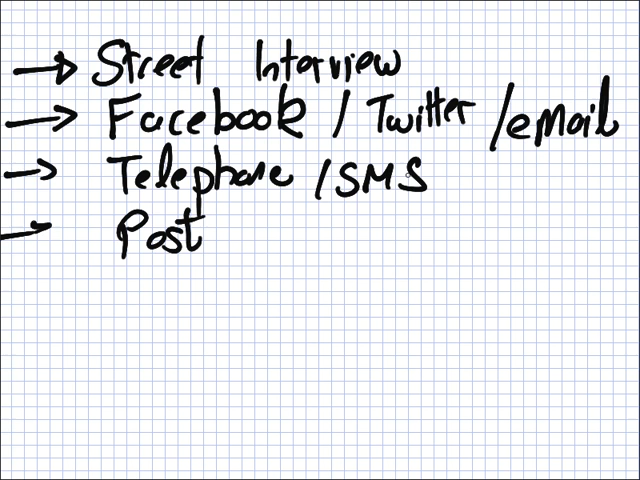 → Street Interview
→ Facebook / Twitter / email
→ Telephone / SMS
→ Post